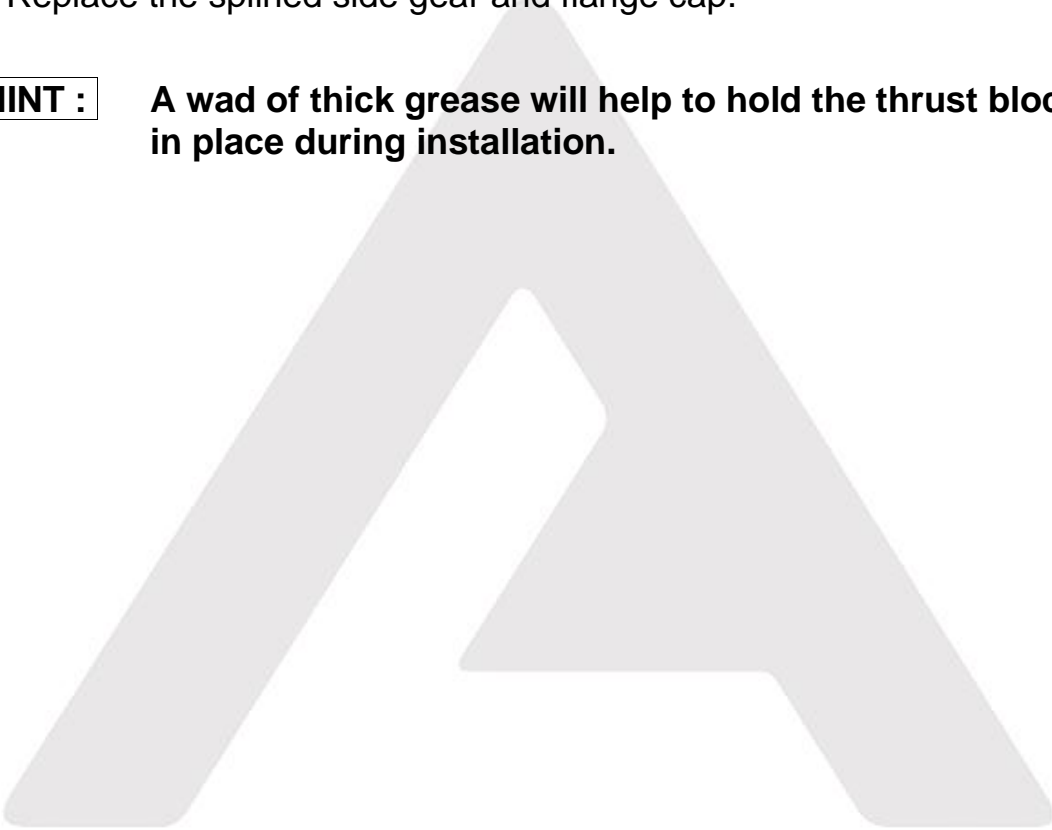 Replace the splined side gear and flange cap.
HINT : A wad of thick grease will help to hold the thrust
in place during installation.